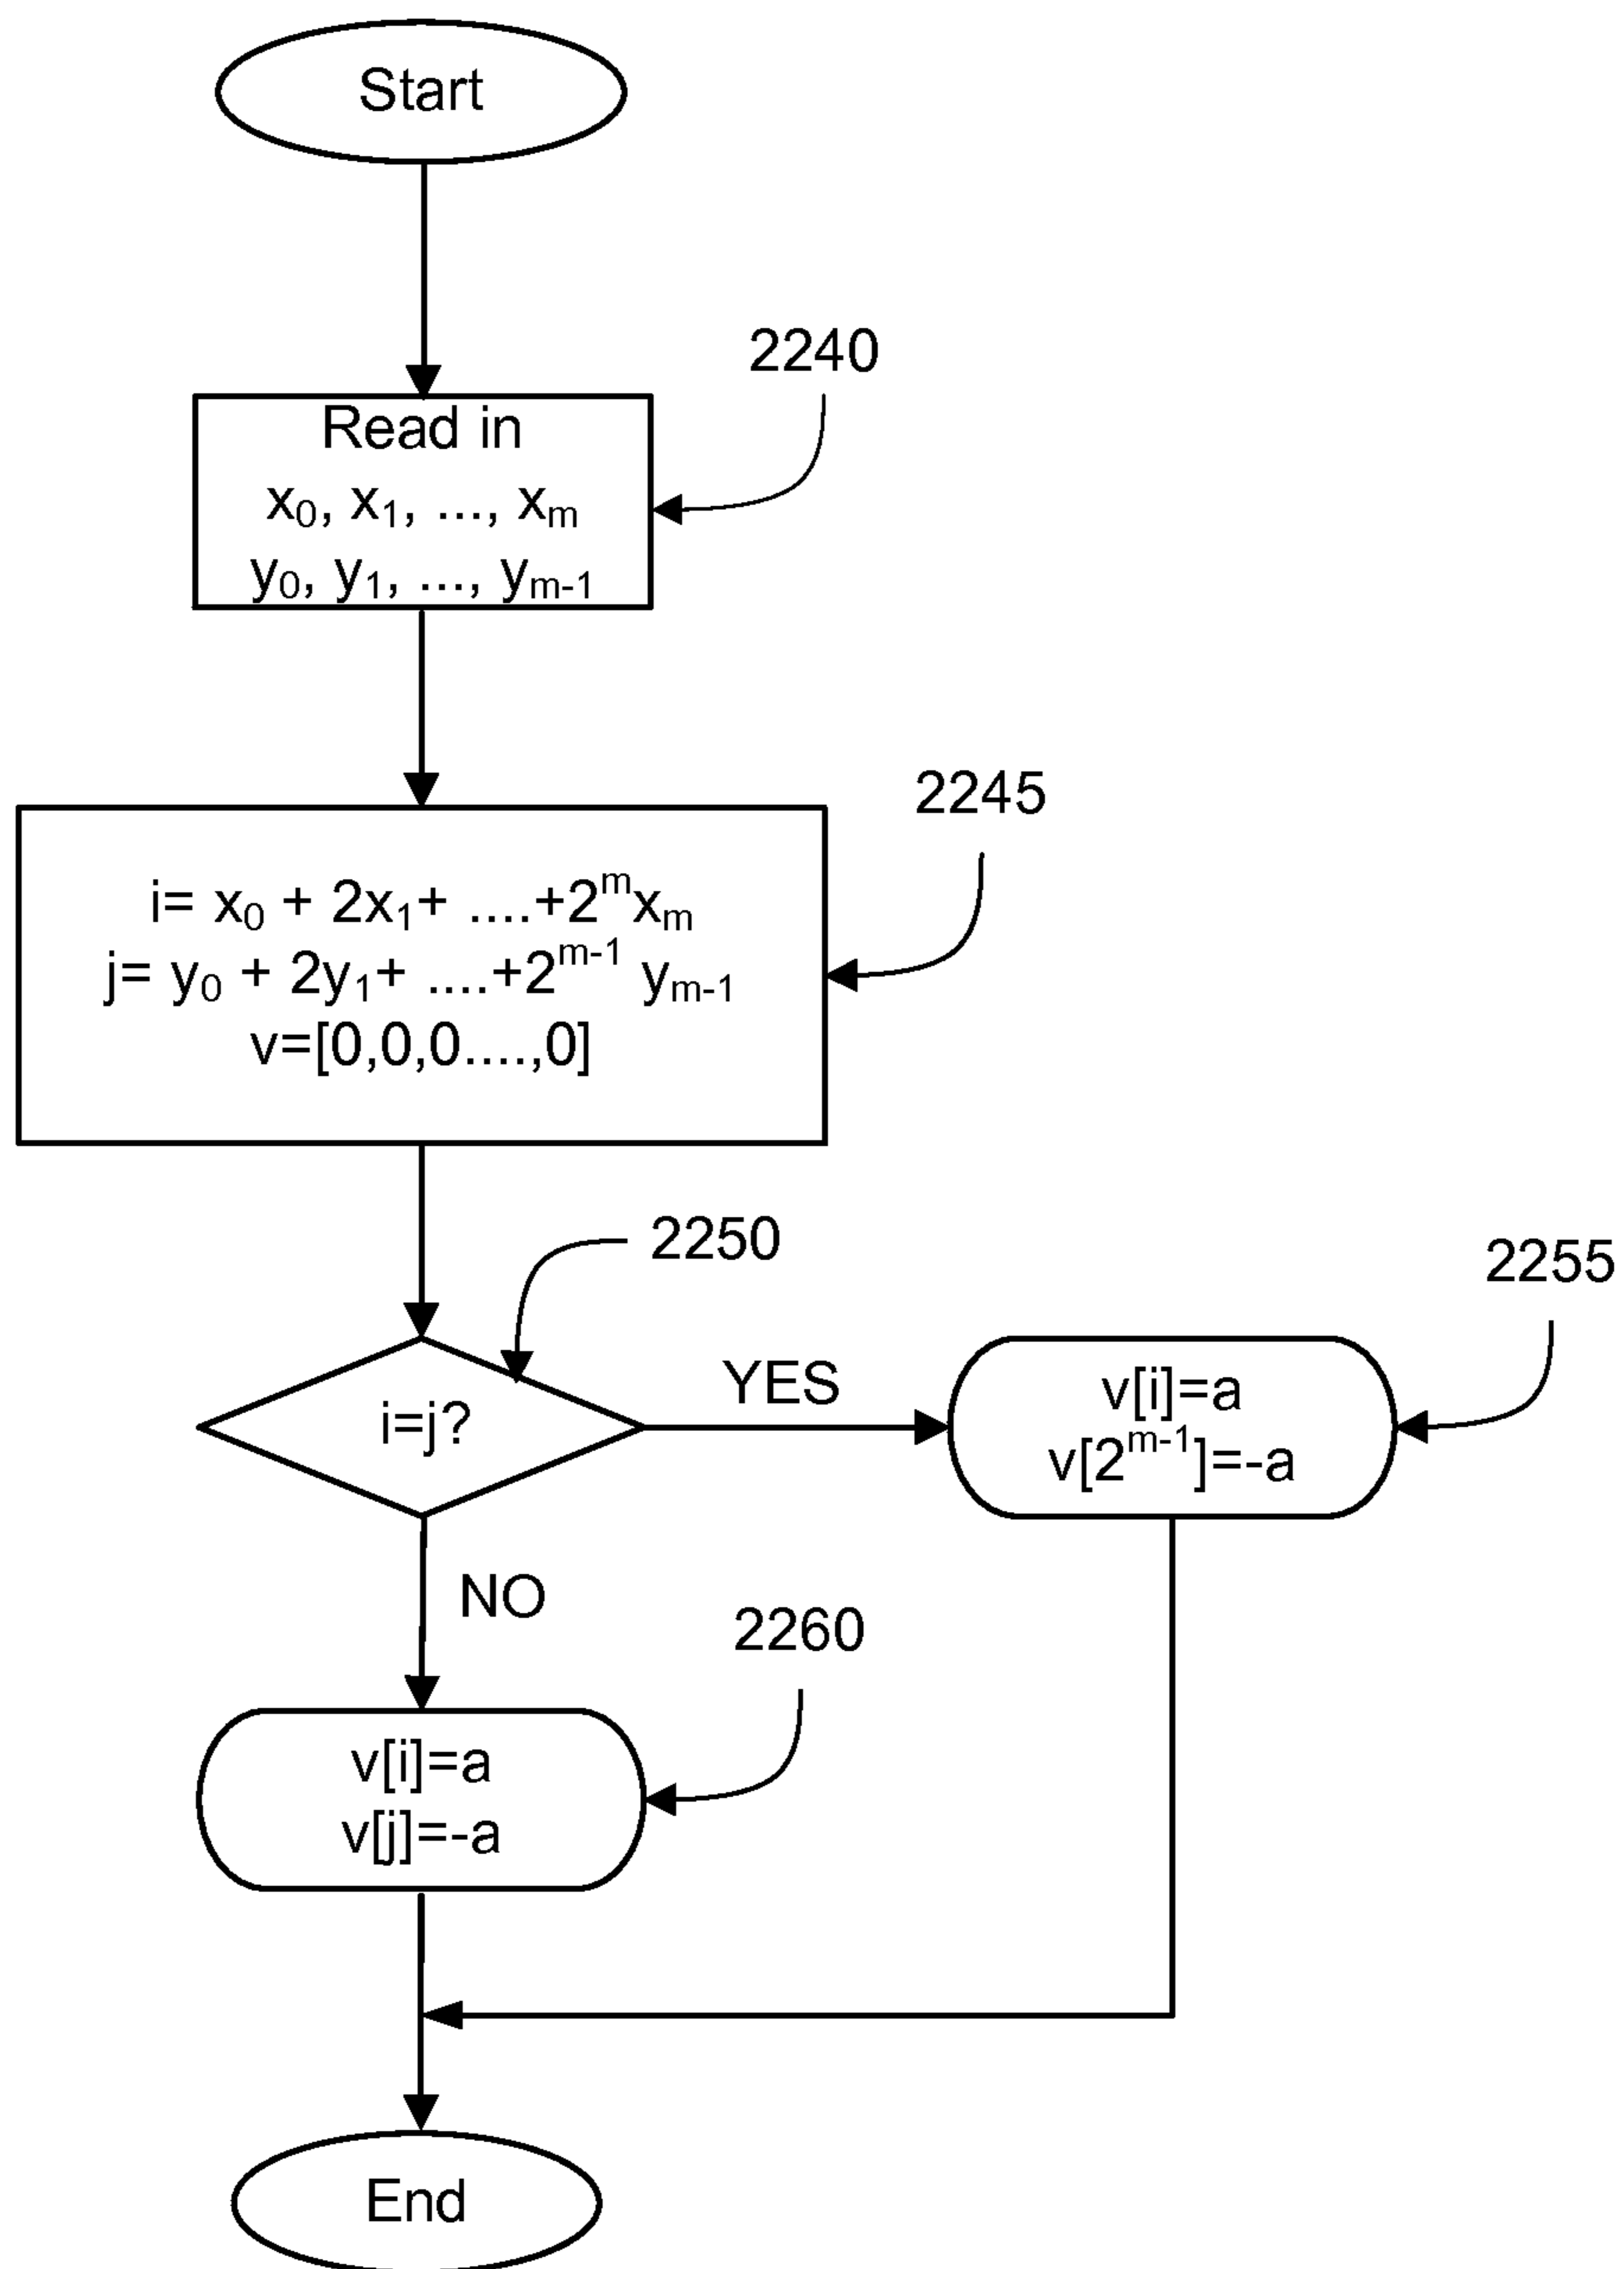 Start
2240
Read in
x₀, x₁, ..., xₘ
y₀, y₁, ..., yₘ₋₁
2245
i= x₀ + 2x₁+ ....+2ᵐxₘ
j= y₀ + 2y₁+ ....+2ᵐ⁻¹ yₘ₋₁
v=[0,0,0....,0]
2250
2255
i=j?
YES
v[i]=a
v[2ᵐ⁻¹]=-a
NO
2260
v[i]=a
v[j]=-a
End